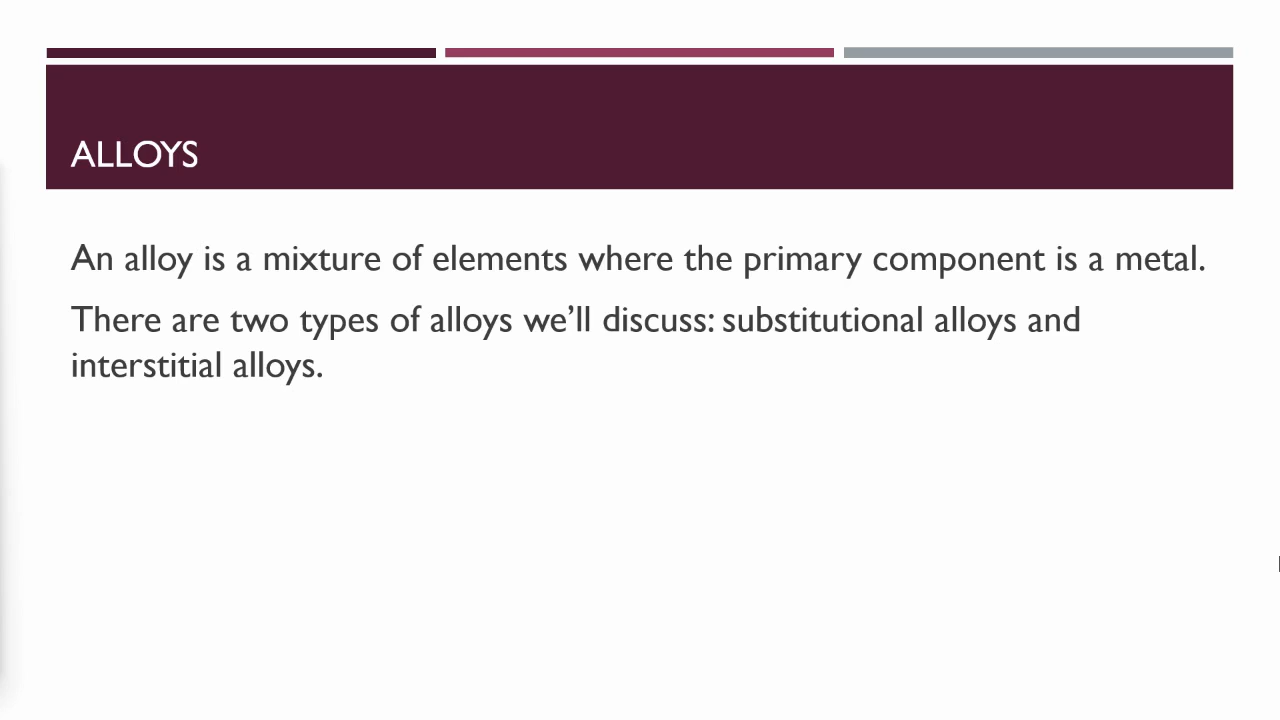 ALLOYS
An alloy is a mixture of elements where the primary component is a metal.
There are two types of alloys we’ll discuss: substitutional alloys and
interstitial alloys.